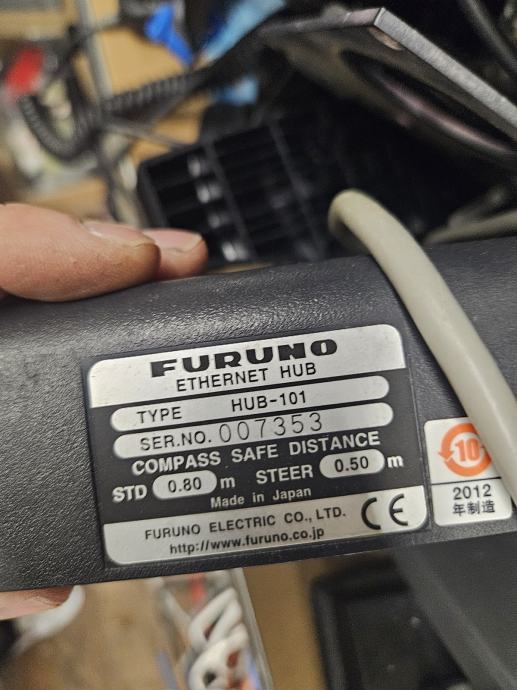 FURUNO
ETHERNET HUB
TYPE HUB-101
SER.NO. 007353
COMPASS SAFE DISTANCE
STD 0.80 m STEER 0.50 m
Made in Japan
FURUNO ELECTRIC CO., LTD. CE
http://www.furuno.co.jp
10
2012
年制造